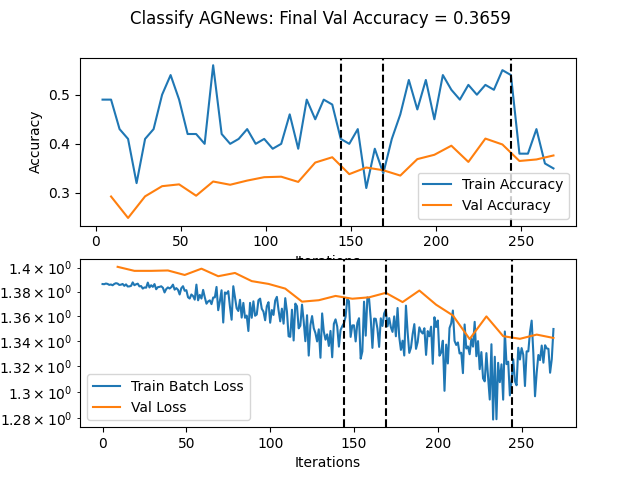 Classify AGNews: Final Val Accuracy = 0.3659
Accuracy
0.5
0.4
0.3
Train Accuracy
Val Accuracy
0 50 100 150 200 250
Iterations
1.4 × 10⁰
1.38 × 10⁰
1.36 × 10⁰
1.34 × 10⁰
1.32 × 10⁰
1.3 × 10⁰
1.28 × 10⁰
Train Batch Loss
Val Loss
0 50 100 150 200 250
Iterations